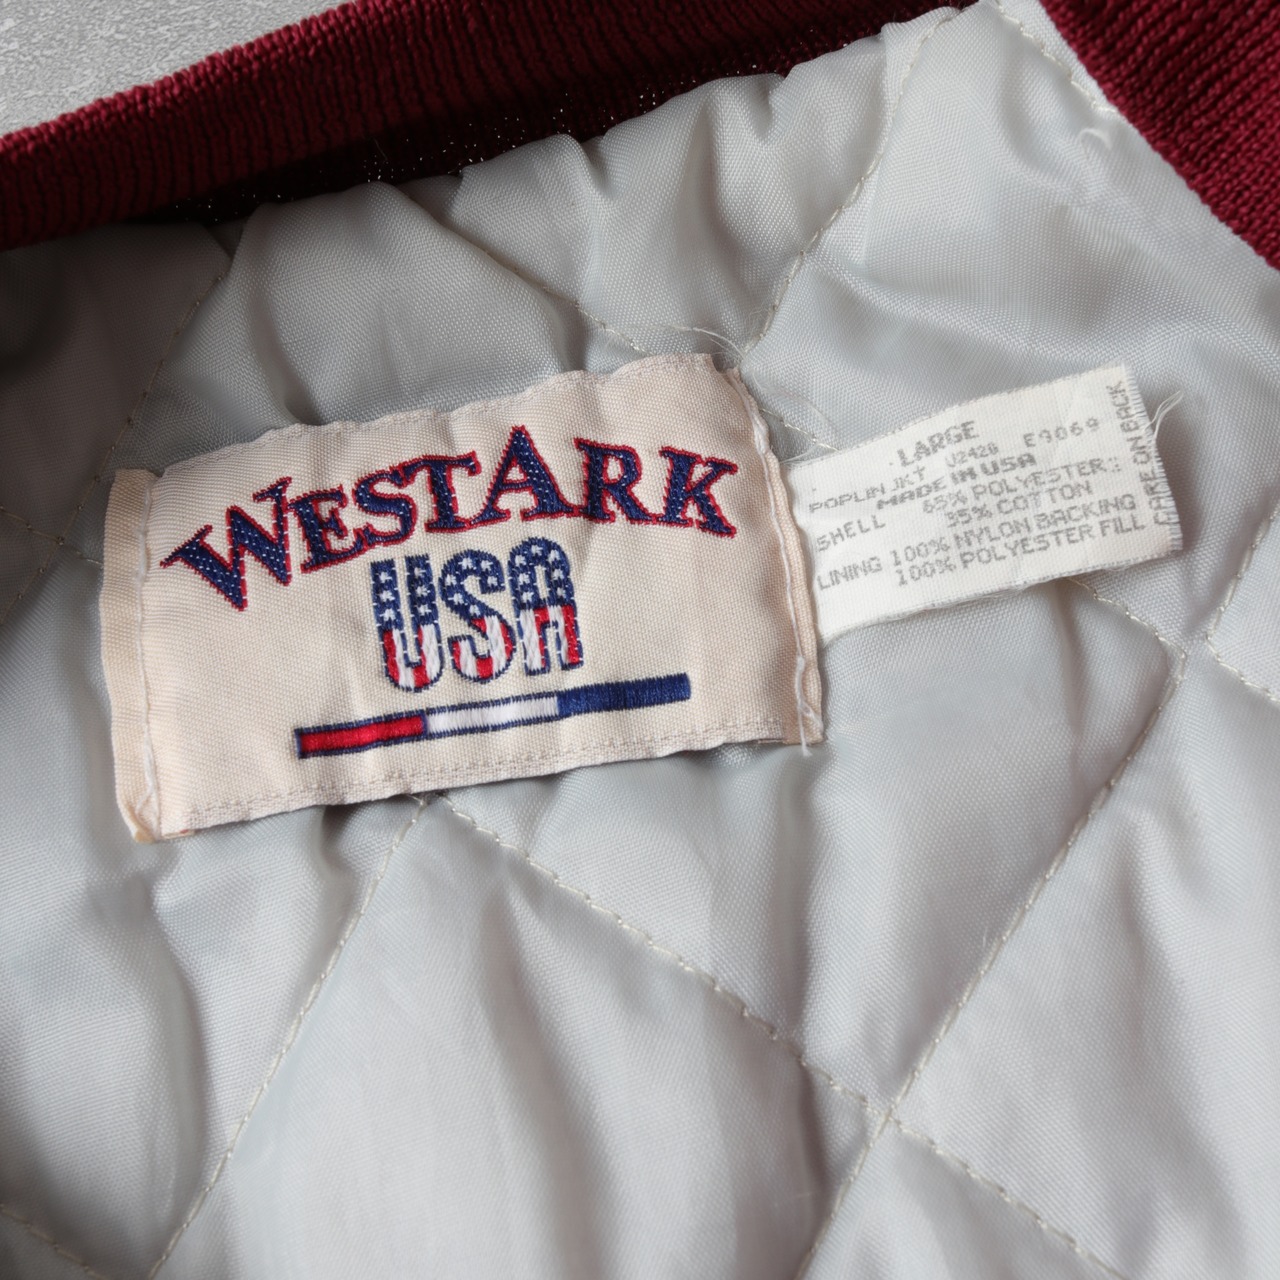 WESTARK
USA
LARGE
POPLIN JKT J2420 E9069
MADE IN USA
SHELL 65% POLYESTER
35% COTTON
LINING 100% NYLON BACKING
100% POLYESTER FILL
CARE ON BACK